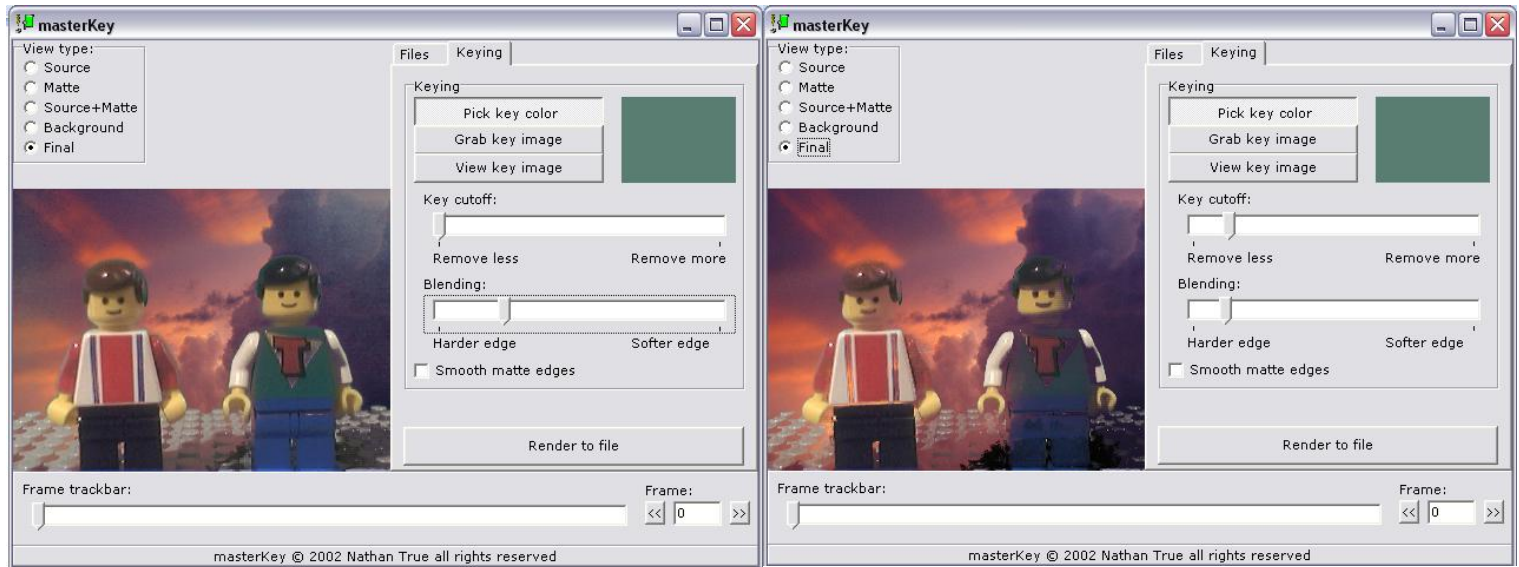 masterKey
View type:
Source
Matte
Source+Matte
Background
Final
Files Keying
Keying
Pick key color
Grab key image
View key image
Key cutoff:
Remove less Remove more
Blending:
Harder edge Softer edge
Smooth matte edges
Render to file
T
Frame trackbar:
Frame:
<< 0 >>
masterKey © 2002 Nathan True all rights reserved
masterKey
View type:
Source
Matte
Source+Matte
Background
Final
Files Keying
Keying
Pick key color
Grab key image
View key image
Key cutoff:
Remove less Remove more
Blending:
Harder edge Softer edge
Smooth matte edges
Render to file
T
Frame trackbar:
Frame:
<< 0 >>
masterKey © 2002 Nathan True all rights reserved